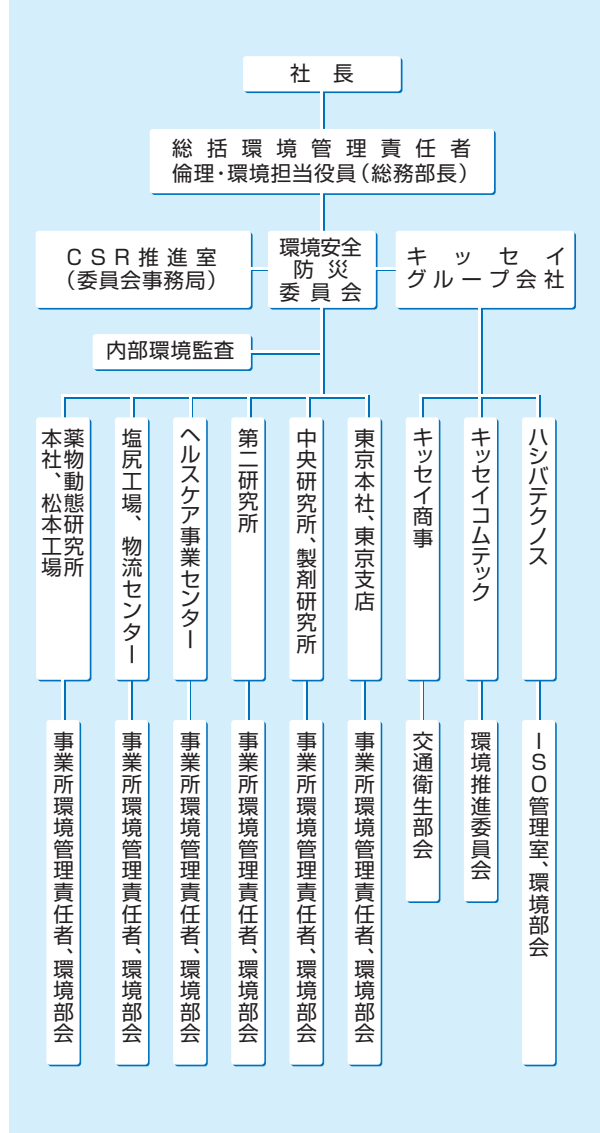 社長
総括環境管理責任者
倫理・環境担当役員（総務部長）
CSR推進室
（委員会事務局）
環境安全
防災
委員会
キッセイ
グループ会社
内部環境監査
薬物動態研究所
本社、松本工場
塩尻工場、物流センター
ヘルスケア事業センター
第二研究所
中央研究所、製剤研究所
東京本社、東京支店
キッセイ商事
キッセイコムテック
ハシバテクノス
事業所環境管理責任者、環境部会
事業所環境管理責任者、環境部会
事業所環境管理責任者、環境部会
事業所環境管理責任者、環境部会
事業所環境管理責任者、環境部会
事業所環境管理責任者、環境部会
交通衛生部会
環境推進委員会
ISO管理室、環境部会